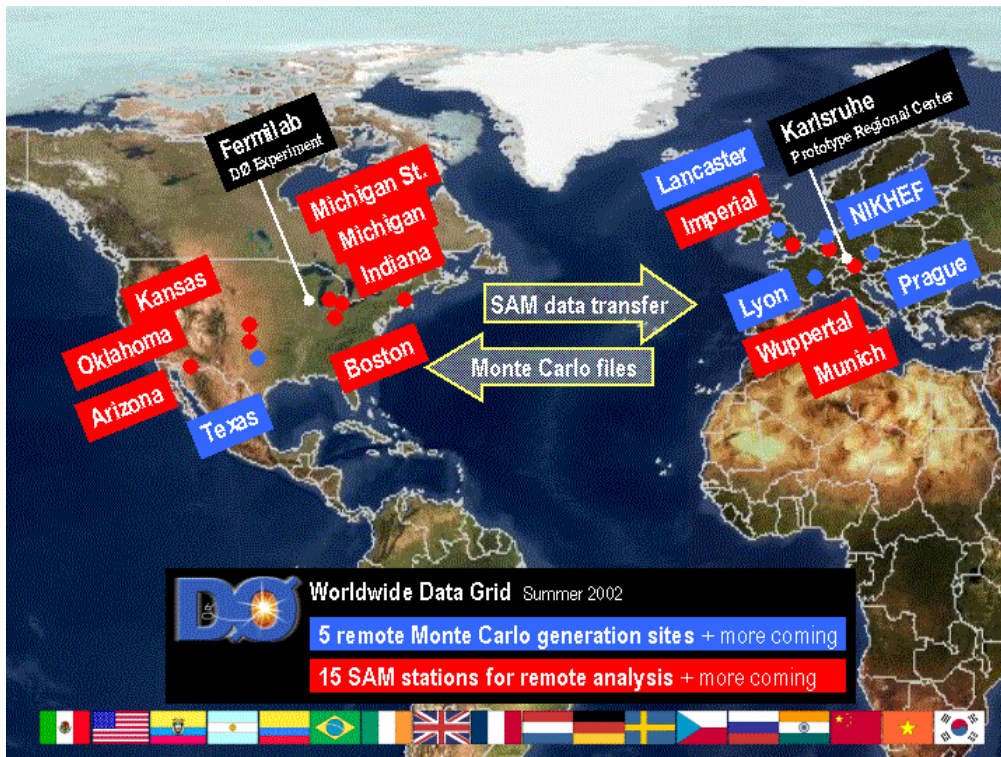 Fermilab
DØ Experiment
Michigan St.
Michigan
Indiana
Kansas
Oklahoma
Arizona
Texas
Boston
SAM data transfer
Monte Carlo files
Karlsruhe
Prototype Regional Center
Lancaster
Imperial
NIKHEF
Lyon
Prague
Wuppertal
Munich
DØ
Worldwide Data Grid Summer 2002
5 remote Monte Carlo generation sites + more coming
15 SAM stations for remote analysis + more coming